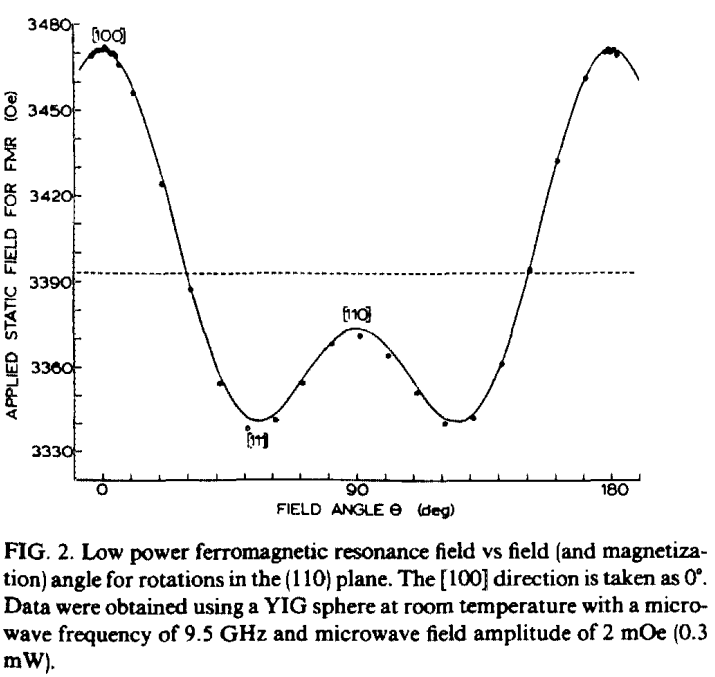 3480
[100]
3450
3420
3390
3360
3330
APPLIED STATIC FIELD FOR FMR (Oe)
[110]
[111]
0
90
180
FIELD ANGLE θ (deg)
FIG. 2. Low power ferromagnetic resonance field vs field (and magnetiza-
tion) angle for rotations in the (110) plane. The [100] direction is taken as 0°.
Data were obtained using a YIG sphere at room temperature with a micro-
wave frequency of 9.5 GHz and microwave field amplitude of 2 mOe (0.3
mW).